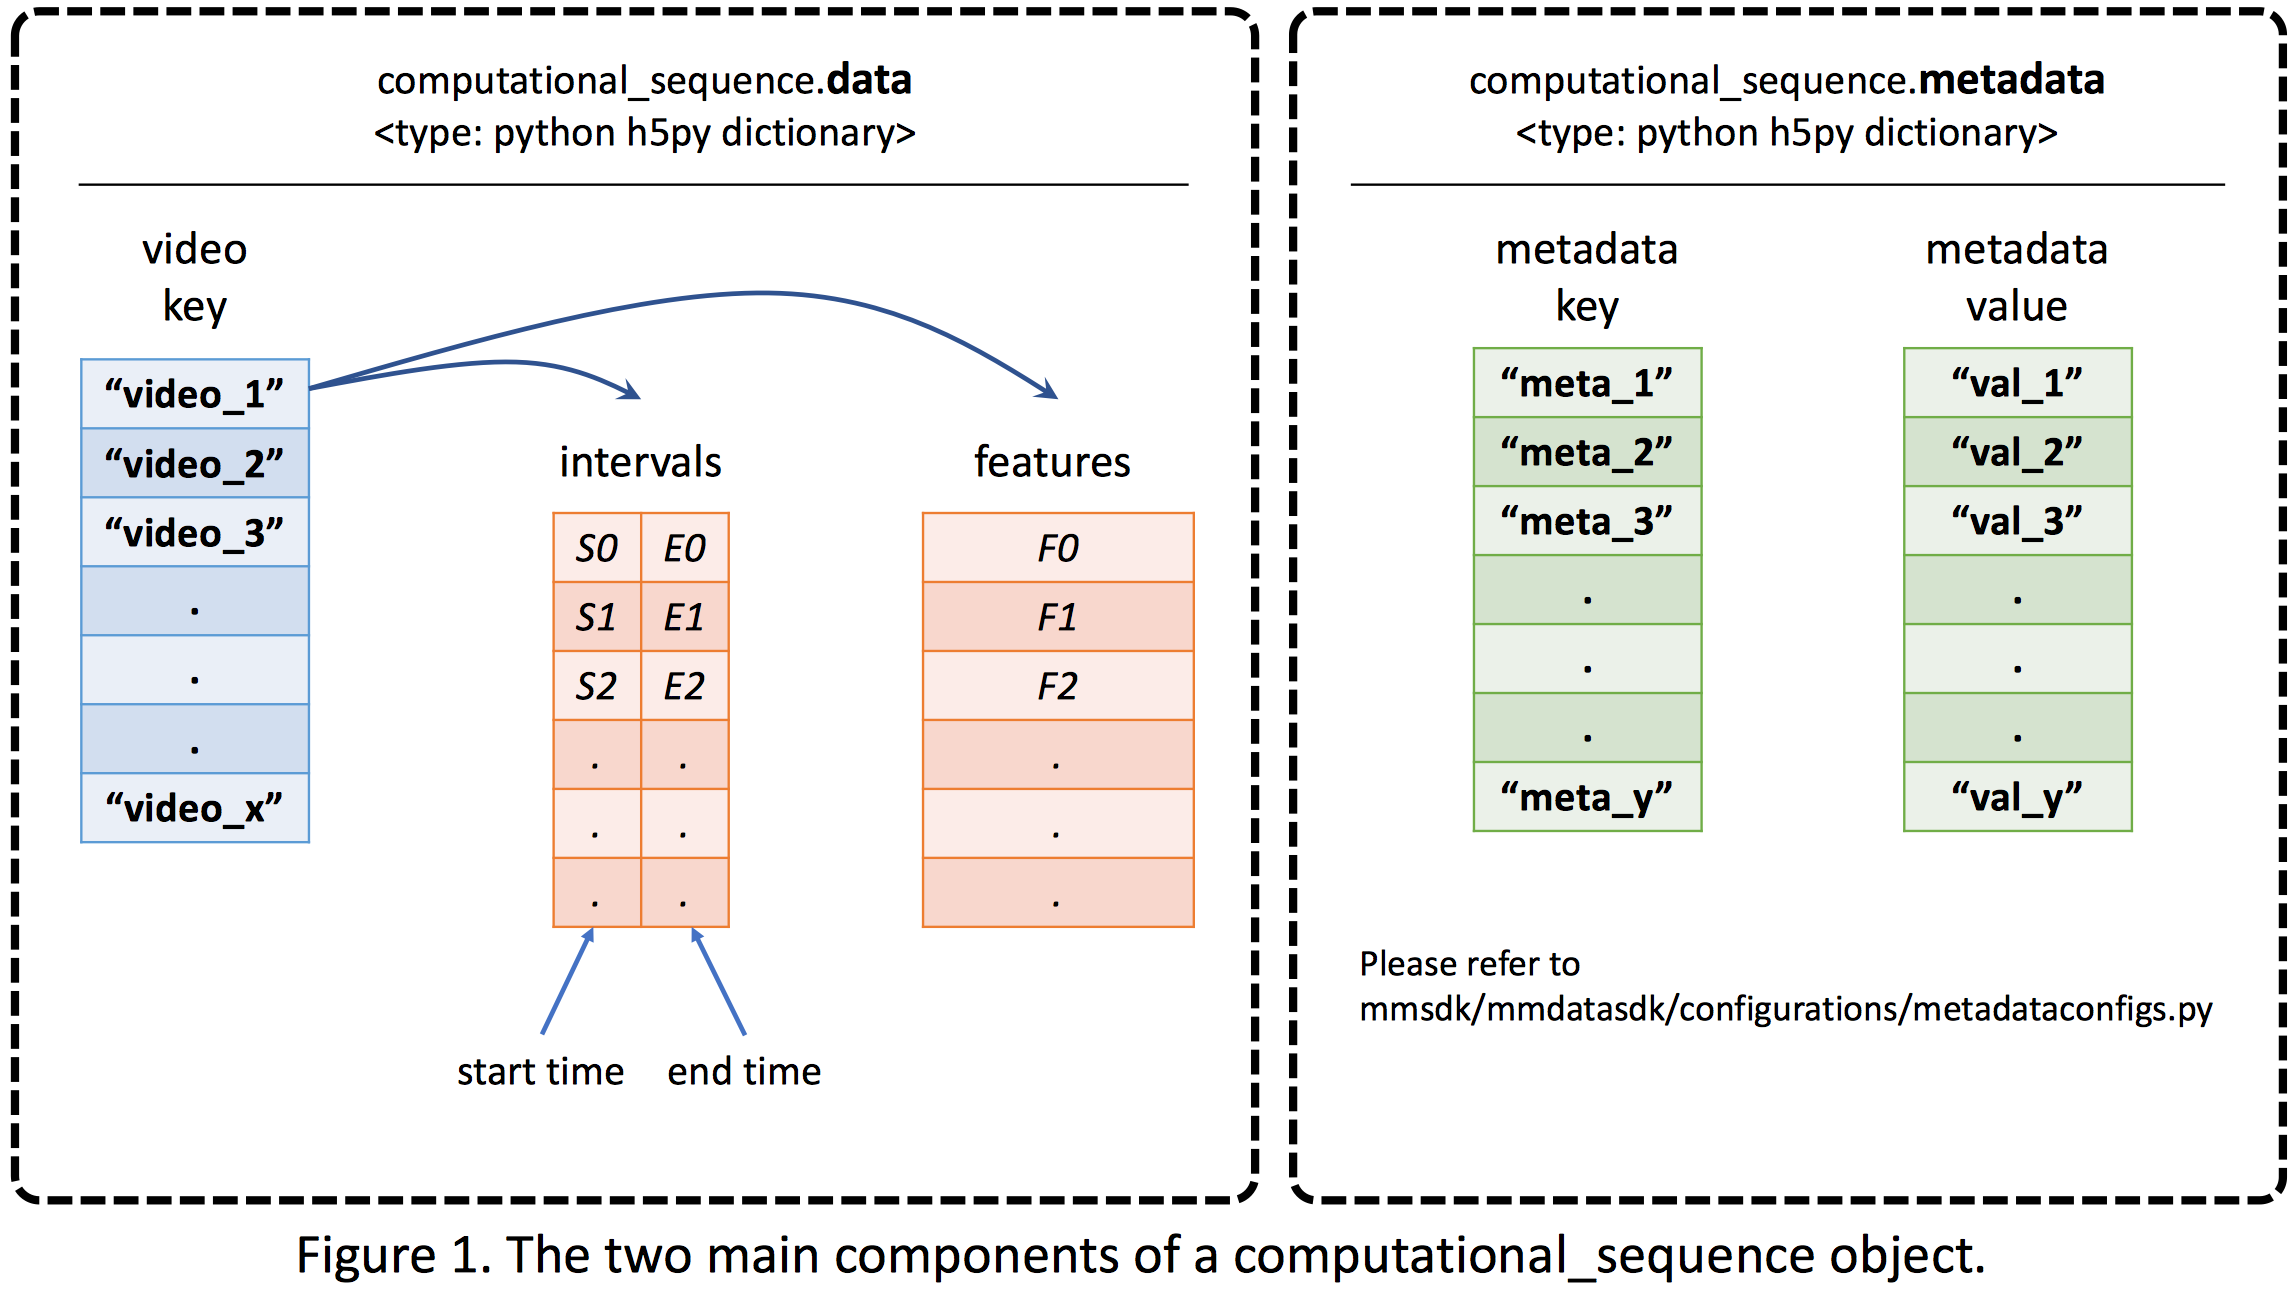 computational_sequence.data
<type: python h5py dictionary>
video
key
“video_1”
“video_2”
“video_3”
.
.
.
“video_x”
intervals
S0 E0
S1 E1
S2 E2
. .
. .
. .
start time end time
features
F0
F1
F2
.
.
.
computational_sequence.metadata
<type: python h5py dictionary>
metadata
key
“meta_1”
“meta_2”
“meta_3”
.
.
.
“meta_y”
metadata
value
“val_1”
“val_2”
“val_3”
.
.
.
“val_y”
Please refer to
mmsdk/mmdatasdk/configurations/metadataconfigs.py
Figure 1. The two main components of a computational_sequence object.